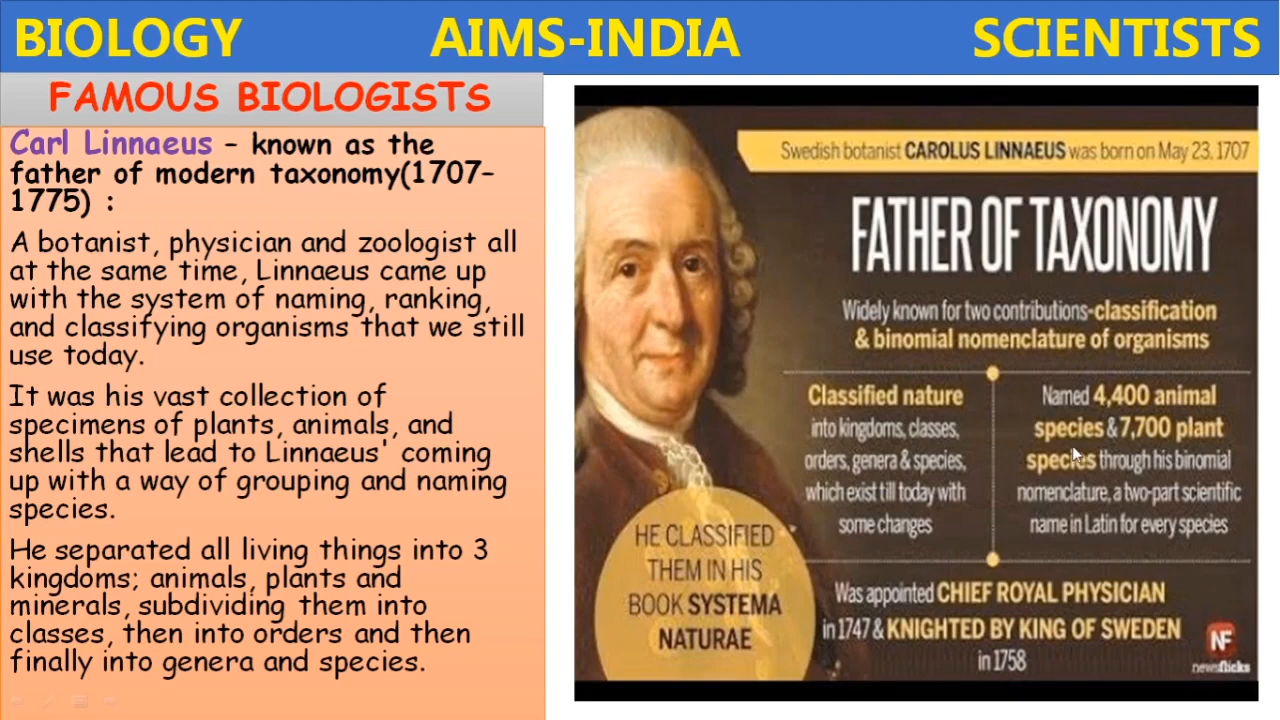 BIOLOGY AIMS-INDIA SCIENTISTS
FAMOUS BIOLOGISTS
Carl Linnaeus – known as the
father of modern taxonomy(1707–
1775) :
A botanist, physician and zoologist all
at the same time, Linnaeus came up
with the system of naming, ranking,
and classifying organisms that we still
use today.
It was his vast collection of
specimens of plants, animals, and
shells that lead to Linnaeus' coming
up with a way of grouping and naming
species.
He separated all living things into 3
kingdoms; animals, plants and
minerals, subdividing them into
classes, then into orders and then
finally into genera and species.
Swedish botanist CAROLUS LINNAEUS was born on May 23, 1707
FATHER OF TAXONOMY
Widely known for two contributions-classification
& binomial nomenclature of organisms
Classified nature
into kingdoms, classes,
orders, genera & species,
which exist till today with
some changes
Named 4,400 animal
species & 7,700 plant
species through his binomial
nomenclature, a two-part scientific
name in Latin for every species
HE CLASSIFIED
THEM IN HIS
BOOK SYSTEMA
NATURAE
Was appointed CHIEF ROYAL PHYSICIAN
in 1747 & KNIGHTED BY KING OF SWEDEN
in 1758
NF
newsflicks